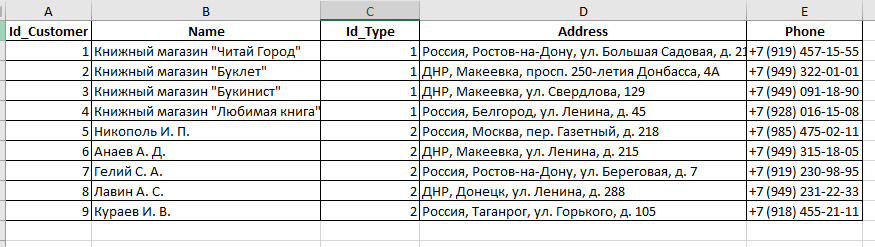 A B C D E
Id_Customer Name Id_Type Address Phone
1 Книжный магазин "Читай Город" 1 Россия, Ростов-на-Дону, ул. Большая Садовая, д. 21 +7 (919) 457-15-55
2 Книжный магазин "Буклет" 1 ДНР, Макеевка, просп. 250-летия Донбасса, 4А +7 (949) 322-01-01
3 Книжный магазин "Букинист" 1 ДНР, Макеевка, ул. Свердлова, 129 +7 (949) 091-18-90
4 Книжный магазин "Любимая книга" 1 Россия, Белгород, ул. Ленина, д. 45 +7 (928) 016-15-08
5 Никополь И. П. 2 Россия, Москва, пер. Газетный, д. 218 +7 (985) 475-02-11
6 Анаев А. Д. 2 ДНР, Макеевка, ул. Ленина, д. 215 +7 (949) 315-18-05
7 Гелий С. А. 2 Россия, Ростов-на-Дону, ул. Береговая, д. 7 +7 (919) 230-98-95
8 Лавин А. С. 2 ДНР, Донецк, ул. Ленина, д. 288 +7 (949) 231-22-33
9 Кураев И. В. 2 Россия, Таганрог, ул. Горького, д. 105 +7 (918) 455-21-11